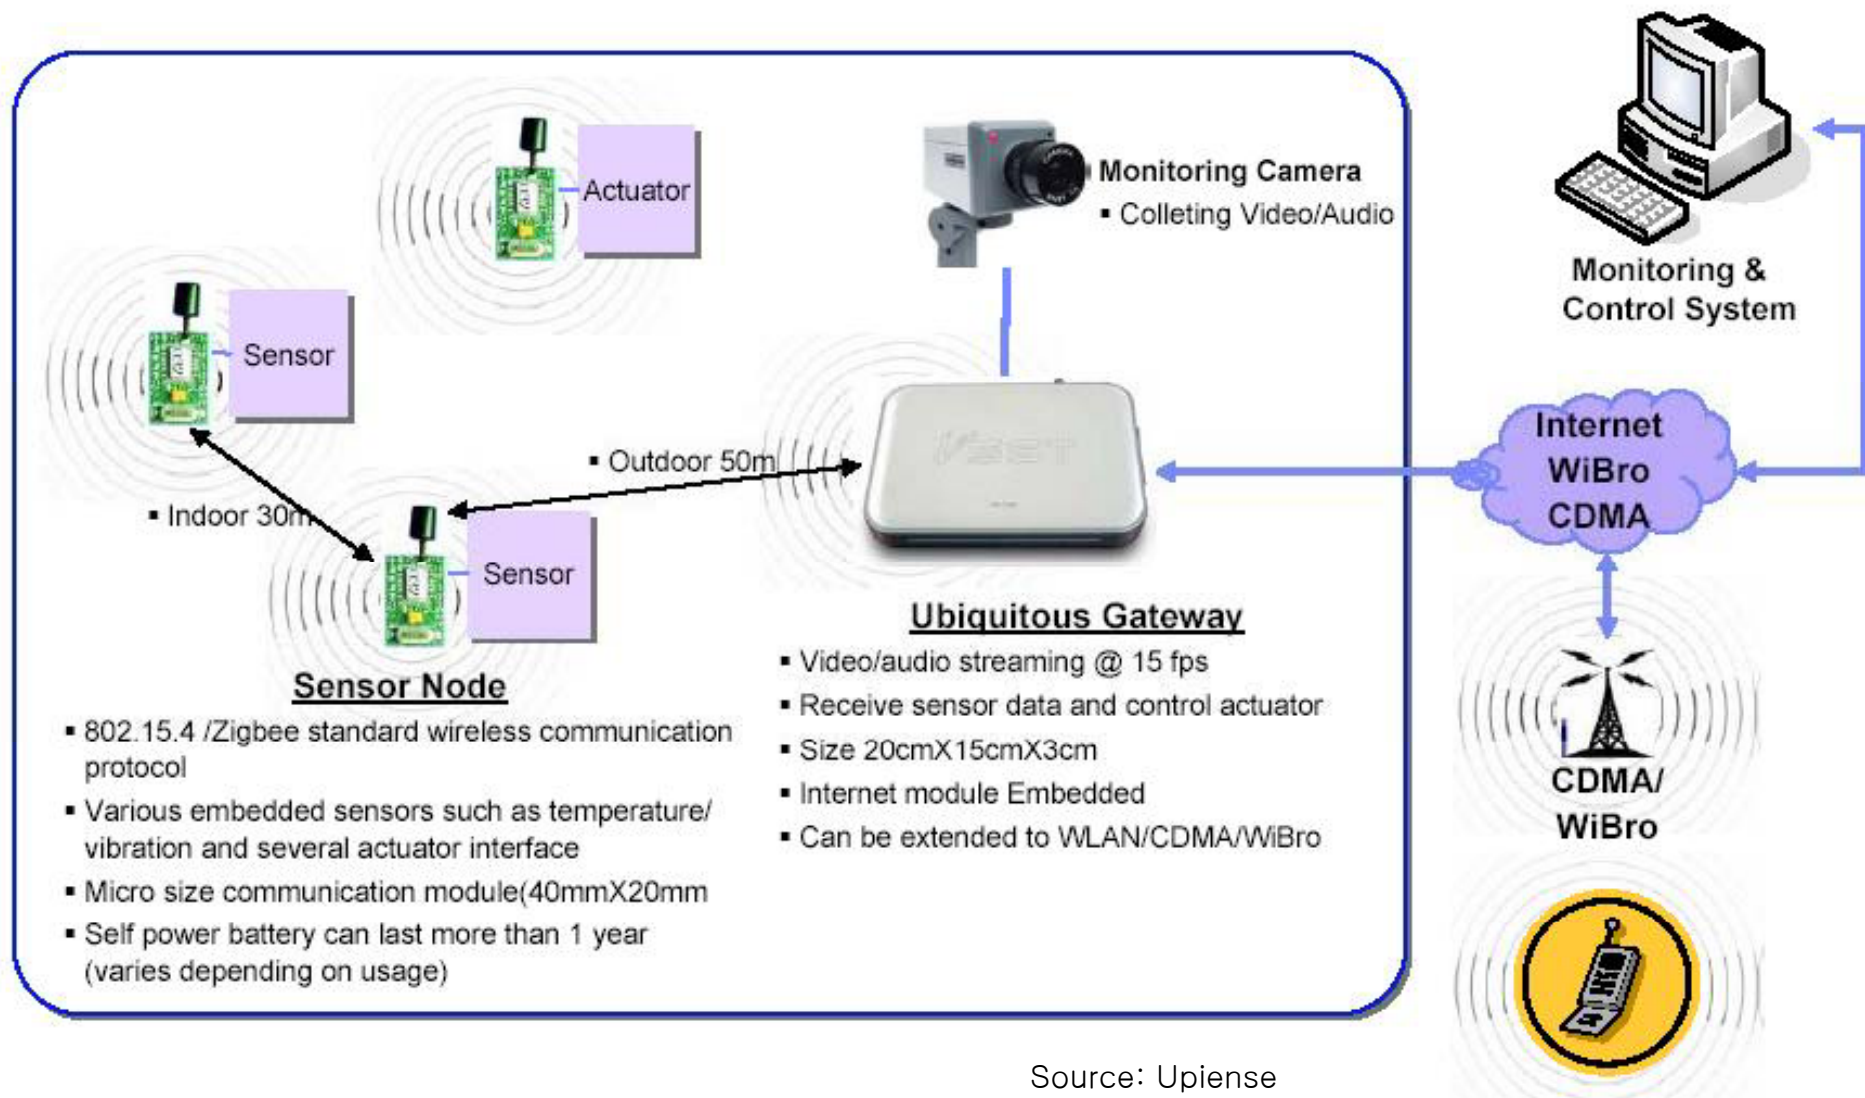 Actuator
Monitoring Camera
▪ Colleting Video/Audio
Sensor
Monitoring &
Control System
▪ Outdoor 50m
▪ Indoor 30m
Sensor
Internet
WiBro
CDMA
Sensor Node
▪ 802.15.4 /Zigbee standard wireless communication
protocol
▪ Various embedded sensors such as temperature/
vibration and several actuator interface
▪ Micro size communication module(40mmX20mm
▪ Self power battery can last more than 1 year
(varies depending on usage)
Ubiquitous Gateway
▪ Video/audio streaming @ 15 fps
▪ Receive sensor data and control actuator
▪ Size 20cmX15cmX3cm
▪ Internet module Embedded
▪ Can be extended to WLAN/CDMA/WiBro
CDMA/
WiBro
Source: Upiense